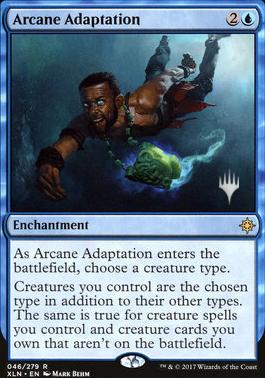 Arcane Adaptation 2
Enchantment
As Arcane Adaptation enters the
battlefield, choose a creature type.
Creatures you control are the chosen
type in addition to their other types.
The same is true for creature spells
you control and creature cards you
own that aren't on the battlefield.
046/279 R
XLN • EN Mark Behm
™ & © 2017 Wizards of the Coast